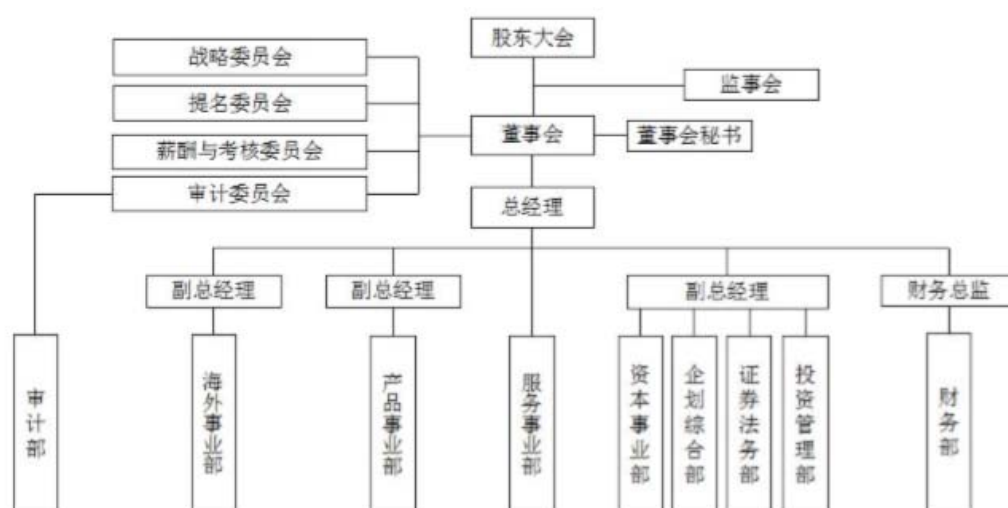 股东大会
战略委员会
监事会
提名委员会
董事会
董事会秘书
薪酬与考核委员会
审计委员会
总经理
副总经理
副总经理
副总经理
财务总监
审计部
海外事业部
产品事业部
服务事业部
资本事业部
企划综合部
证券法务部
投资管理部
财务部